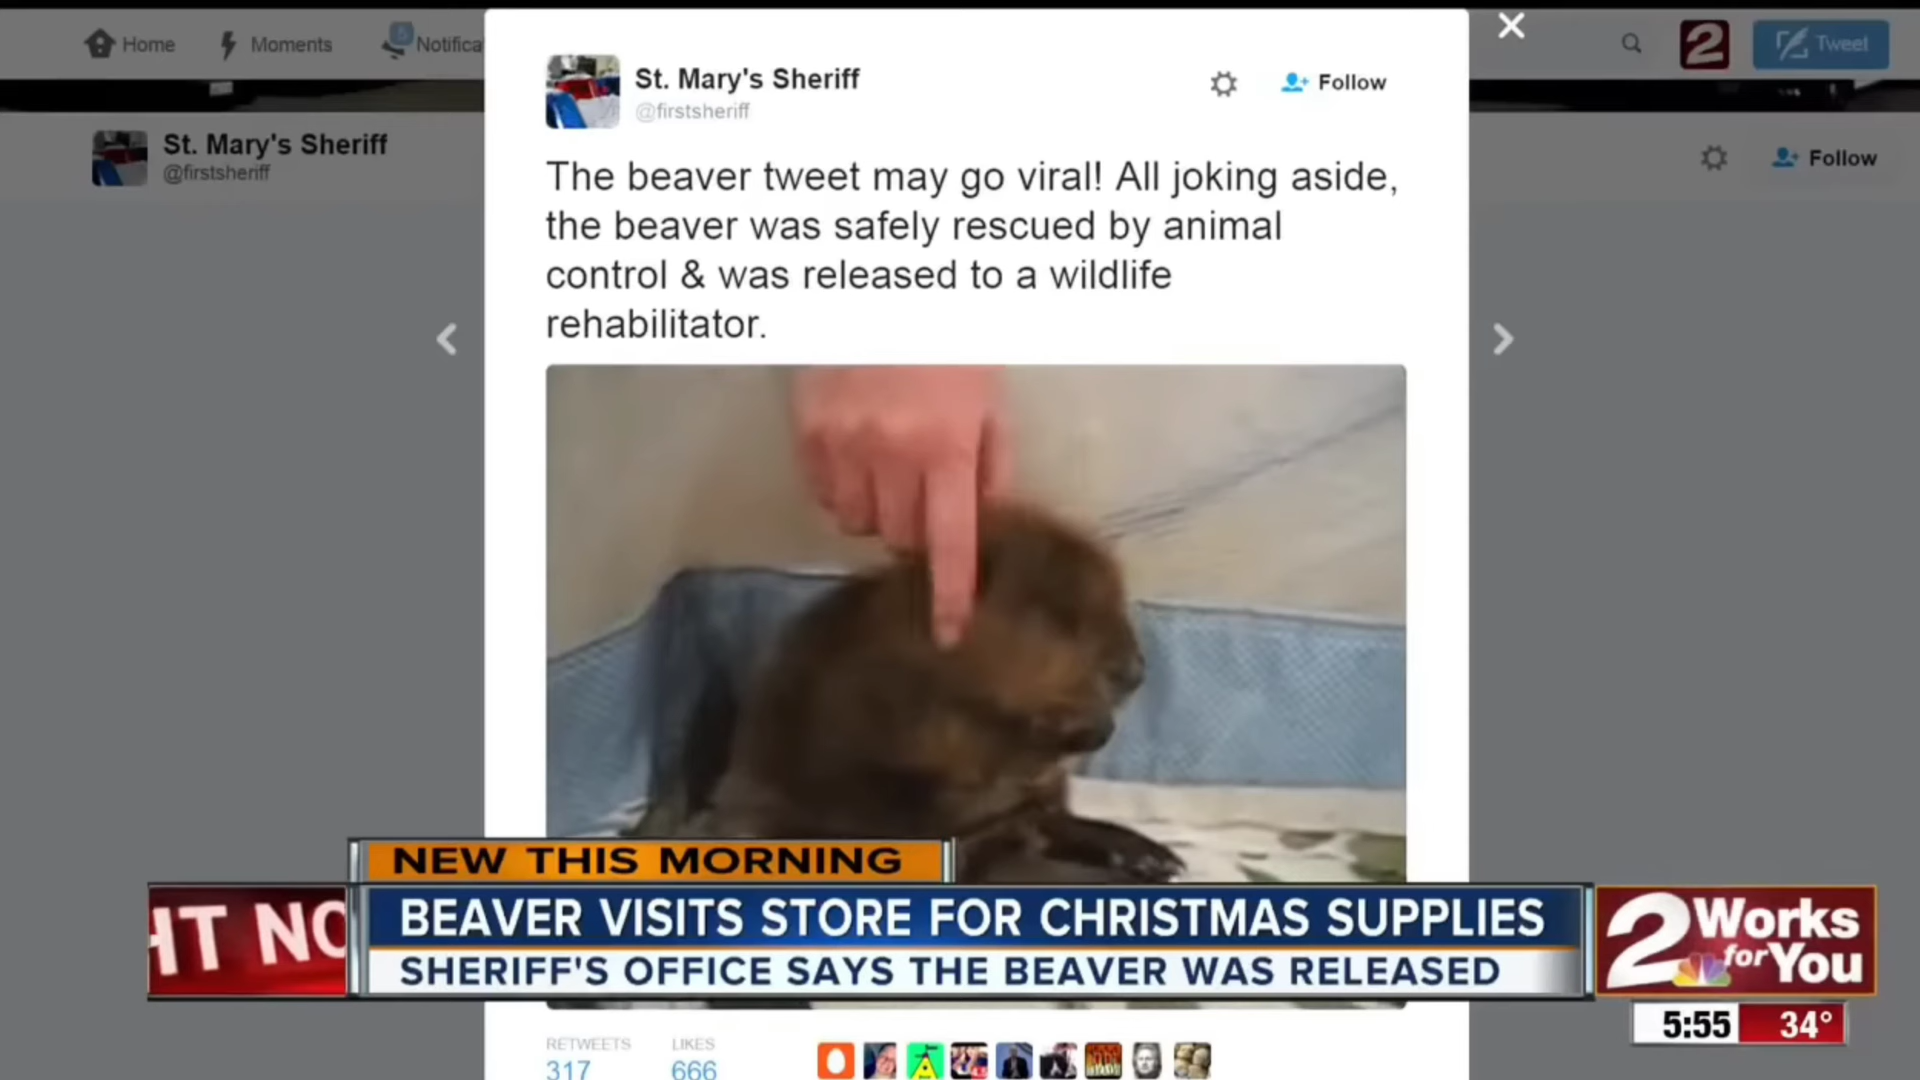 Home
Moments
Notifica
2
Tweet
St. Mary's Sheriff
@firstsheriff
Follow
St. Mary's Sheriff
@firstsheriff
Follow
The beaver tweet may go viral! All joking aside,
the beaver was safely rescued by animal
control & was released to a wildlife
rehabilitator.
NEW THIS MORNING
HT NO
BEAVER VISITS STORE FOR CHRISTMAS SUPPLIES
SHERIFF'S OFFICE SAYS THE BEAVER WAS RELEASED
2 Works
for You
5:55 34°
RETWEETS LIKES
317 666